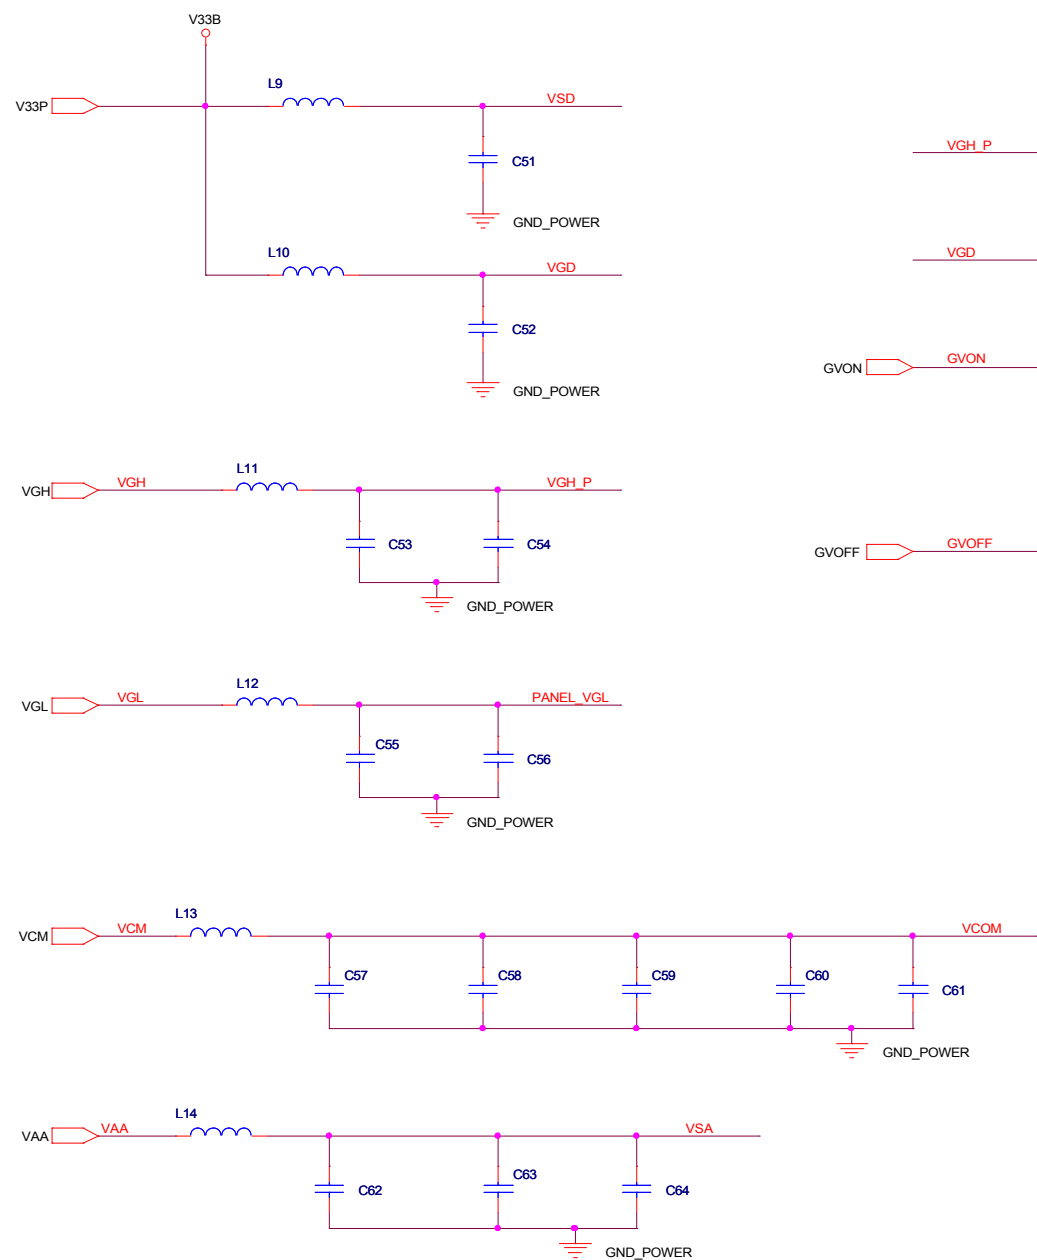 V33B
L9
V33P
VSD
C51
VGH_P
GND_POWER
L10
VGD
VGD
C52
GVON
GVON
GND_POWER
L11
VGH
VGH
VGH_P
C53
C54
GVOFF
GVOFF
GND_POWER
L12
VGL
VGL
PANEL_VGL
C55
C56
GND_POWER
L13
VCM
VCM
VCOM
C57
C58
C59
C60
C61
GND_POWER
L14
VAA
VAA
VSA
C62
C63
C64
GND_POWER